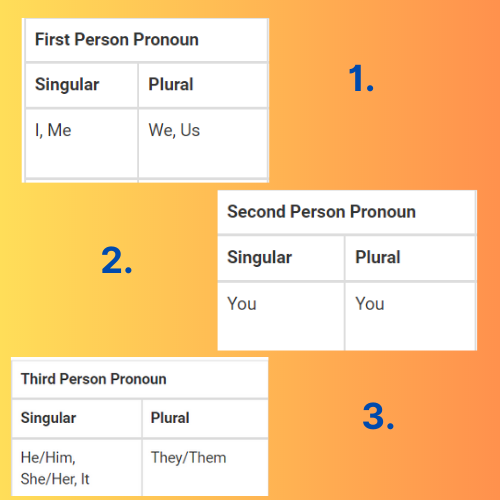 First Person Pronoun
Singular Plural
I, Me We, Us
1.
Second Person Pronoun
Singular Plural
You You
2.
Third Person Pronoun
Singular Plural
He/Him, They/Them
She/Her, It
3.